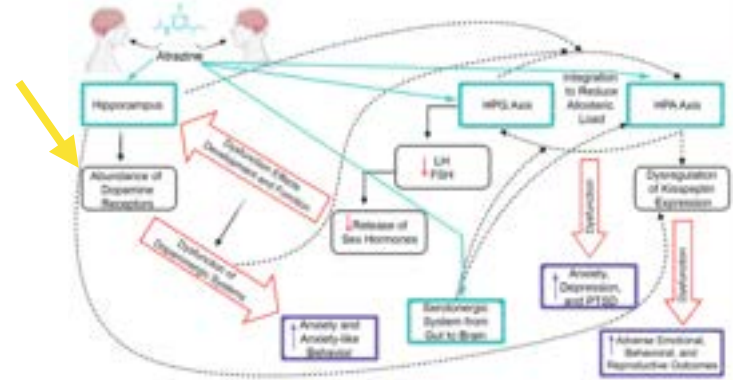 Atrazine
Hippocampus
HPG Axis
Integration
to Reduce
Allosteric
Load
HPA Axis
Dysfunction Effects
Development and Function
Abundance of
Dopamine
Receptors
↓ LH
FSH
Dysregulation
of Kisspeptin
Expression
↓Release of
Sex Hormones
Dysfunction
Dysfunction of
Dopaminergic Systems
↑ Anxiety,
Depression,
and PTSD
Dysfunction
↑ Anxiety and
Anxiety-like
Behavior
Serotonergic
System from
Gut to Brain
↑ Adverse Emotional,
Behavioral, and
Reproductive Outcomes